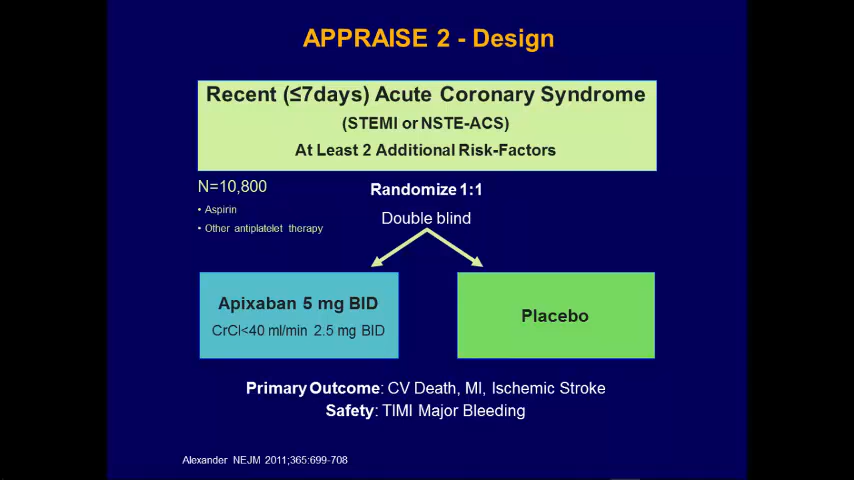 APPRAISE 2 - Design
Recent (≤7days) Acute Coronary Syndrome
(STEMI or NSTE-ACS)
At Least 2 Additional Risk-Factors
N=10,800
• Aspirin
• Other antiplatelet therapy
Randomize 1:1
Double blind
Apixaban 5 mg BID
CrCl<40 ml/min 2.5 mg BID
Placebo
Primary Outcome: CV Death, MI, Ischemic Stroke
Safety: TIMI Major Bleeding
Alexander NEJM 2011;365:699-708